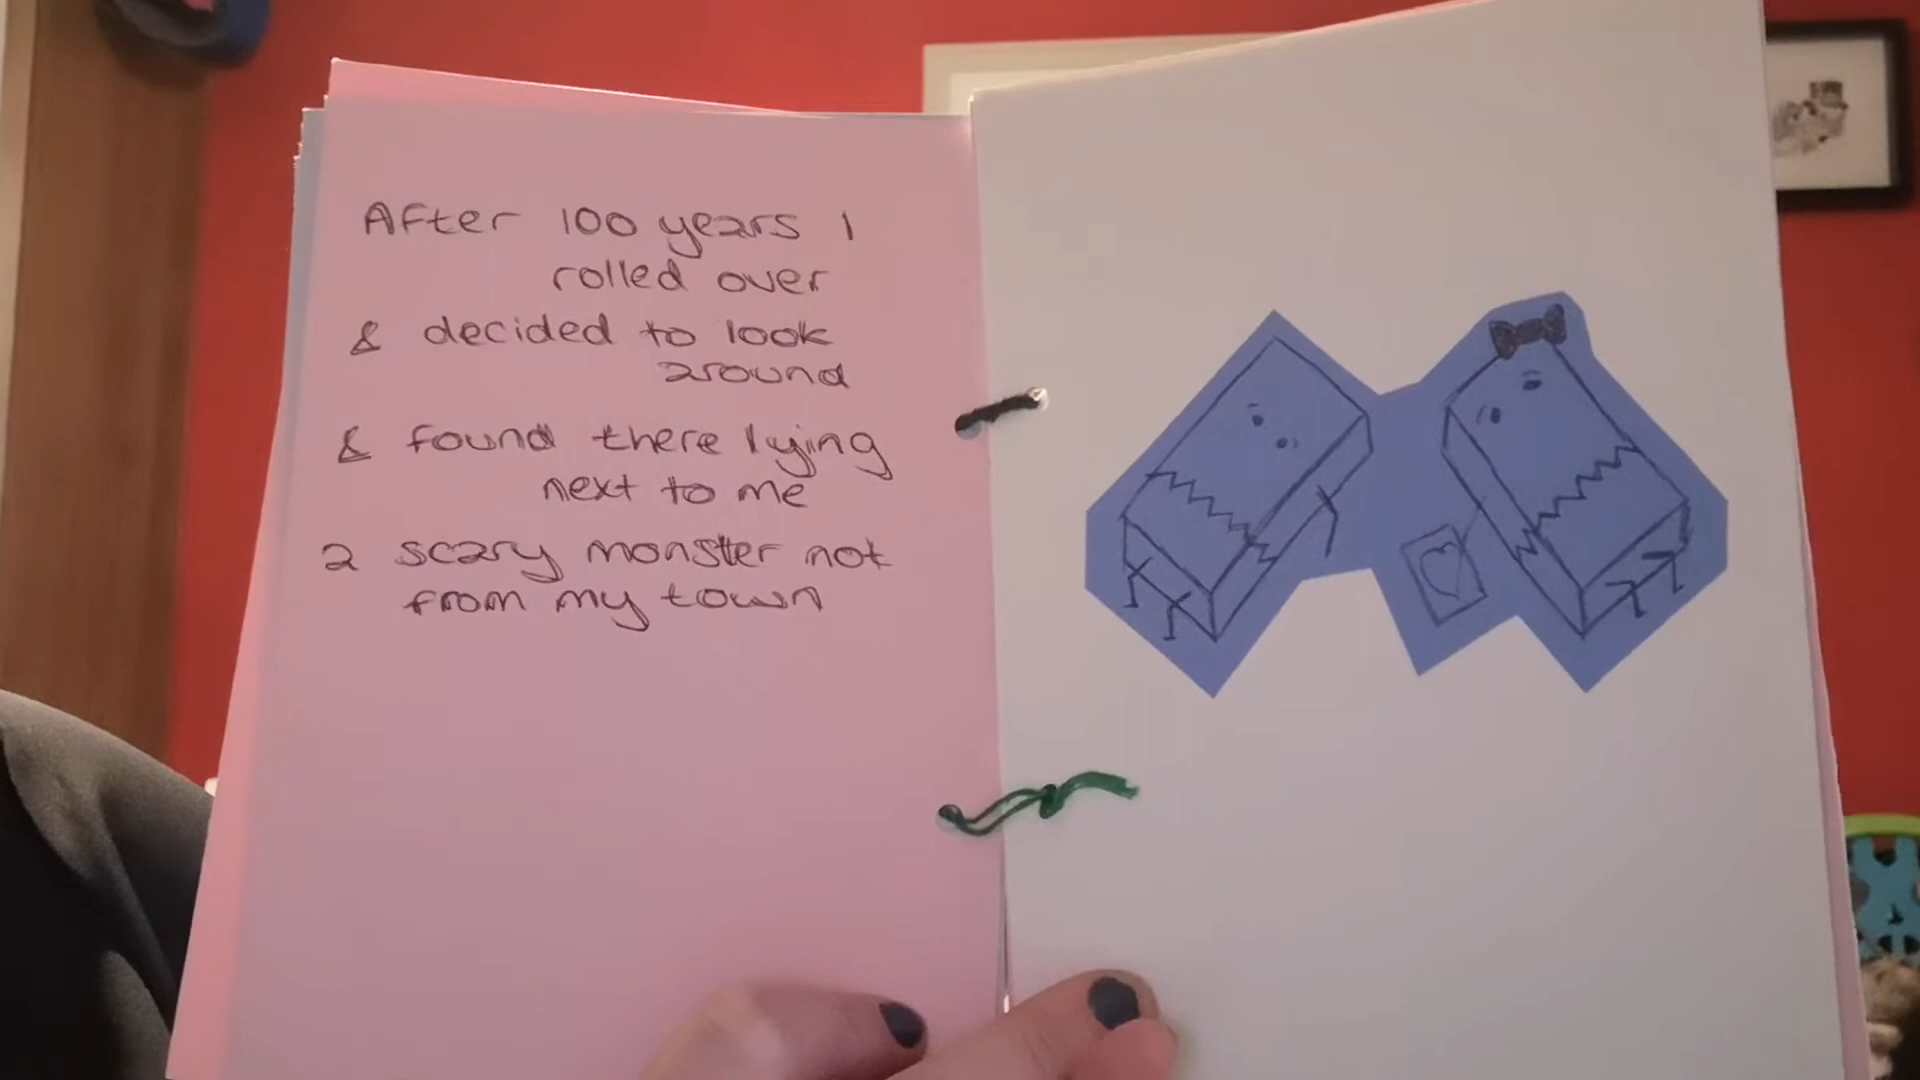 After 100 years I
rolled over
& decided to look
around
& found there lying
next to me
a scary monster not
from my town